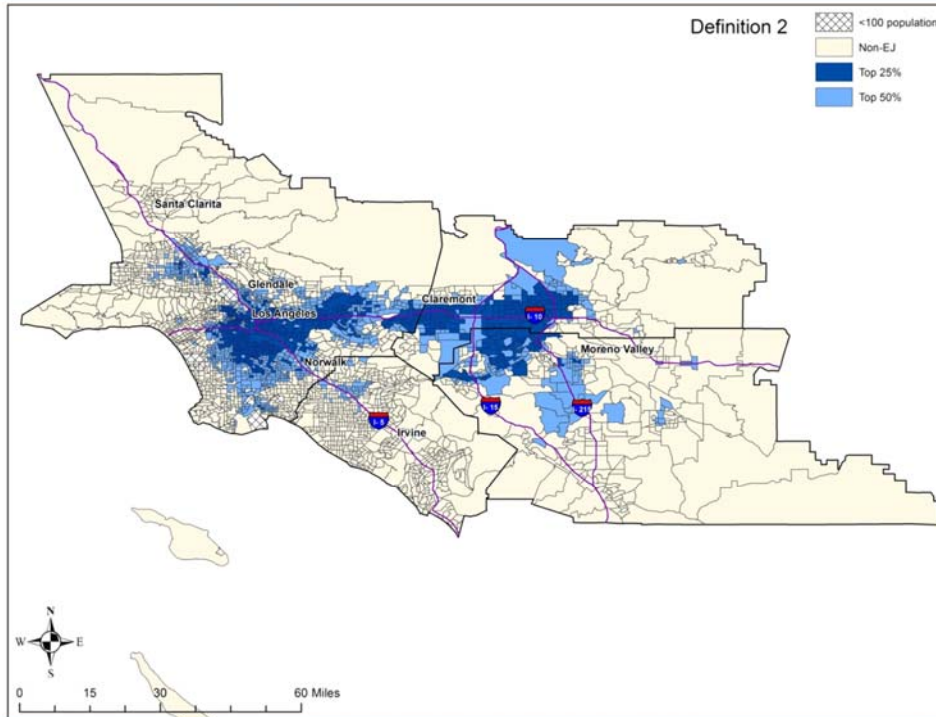 Definition 2
<100 population
Non-EJ
Top 25%
Top 50%
Santa Clarita
Glendale
Los Angeles
Claremont
I- 10
Norwalk
Moreno Valley
I- 15
I- 215
I- 5
Irvine
N
W E
S
0 15 30 60 Miles